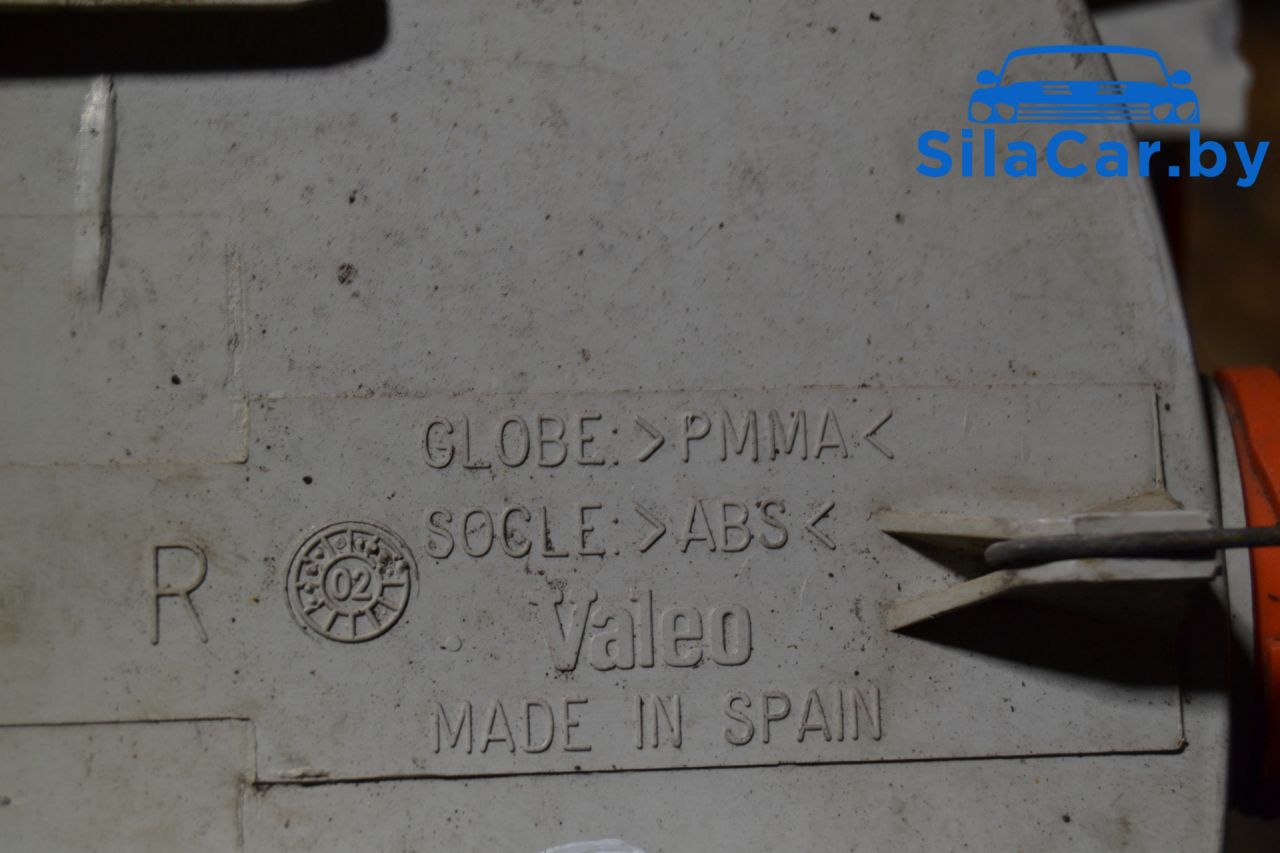 SilaCar.by
GLOBE: >PMMA<
SOCLE: >ABS<
R
02
Valeo
MADE IN SPAIN